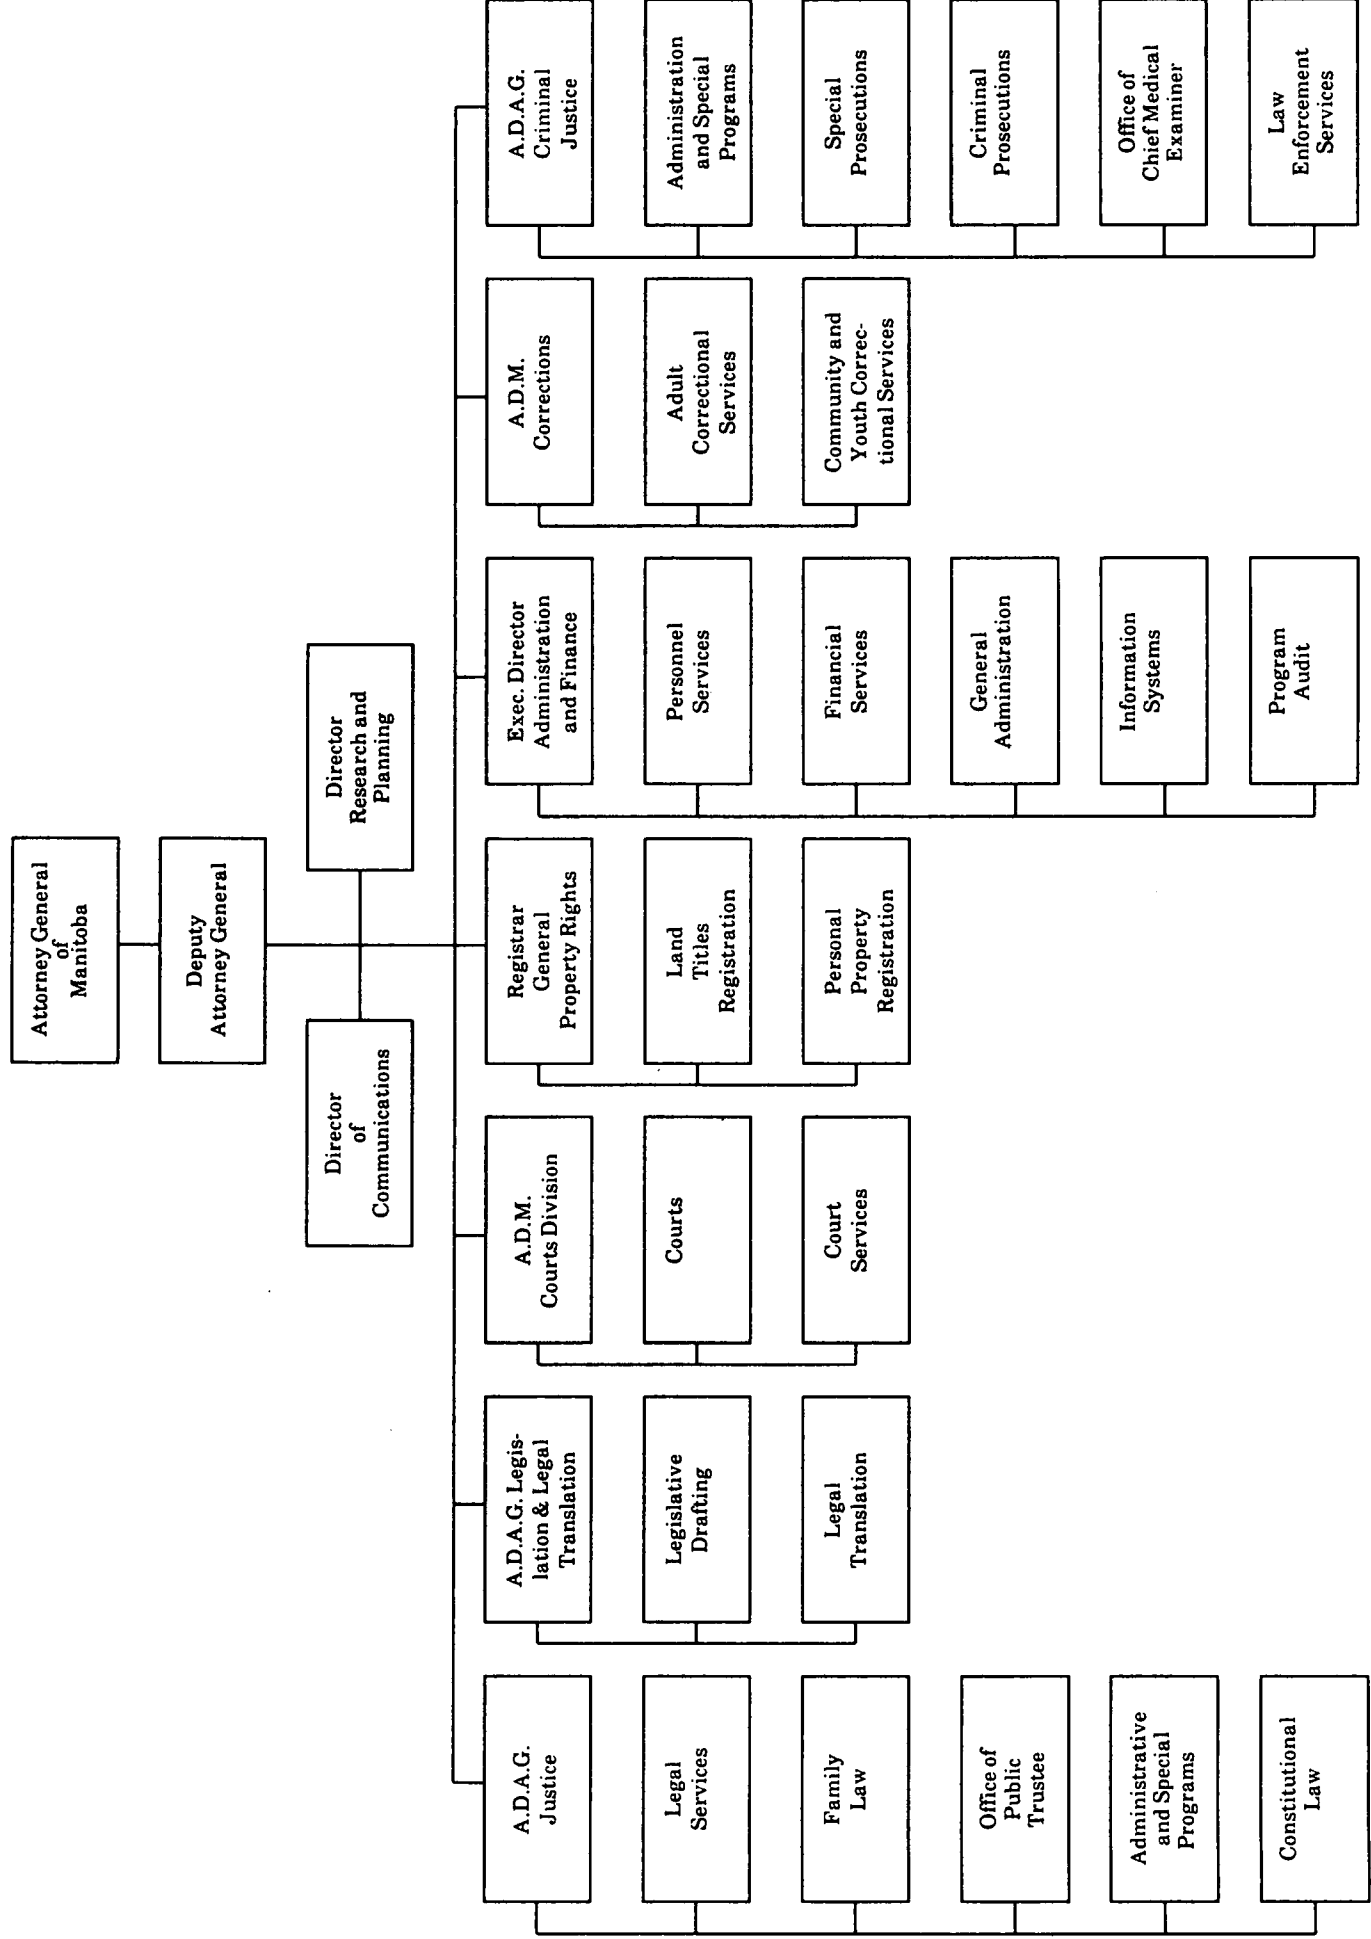 Attorney General
of
Manitoba
Deputy
Attorney General
Director
of
Communications
Director
Research and
Planning
A.D.A.G.
Justice
Legal
Services
Family
Law
Office of
Public
Trustee
Administrative
and Special
Programs
Constitutional
Law
A.D.A.G. Legis-
lation & Legal
Translation
Legislative
Drafting
Legal
Translation
A.D.M.
Courts Division
Courts
Court
Services
Registrar
General
Property Rights
Land
Titles
Registration
Personal
Property
Registration
Exec. Director
Administration
and Finance
Personnel
Services
Financial
Services
General
Administration
Information
Systems
Program
Audit
A.D.M.
Corrections
Adult
Correctional
Services
Community and
Youth Correc-
tional Services
A.D.A.G.
Criminal
Justice
Administration
and Special
Programs
Special
Prosecutions
Criminal
Prosecutions
Office of
Chief Medical
Examiner
Law
Enforcement
Services